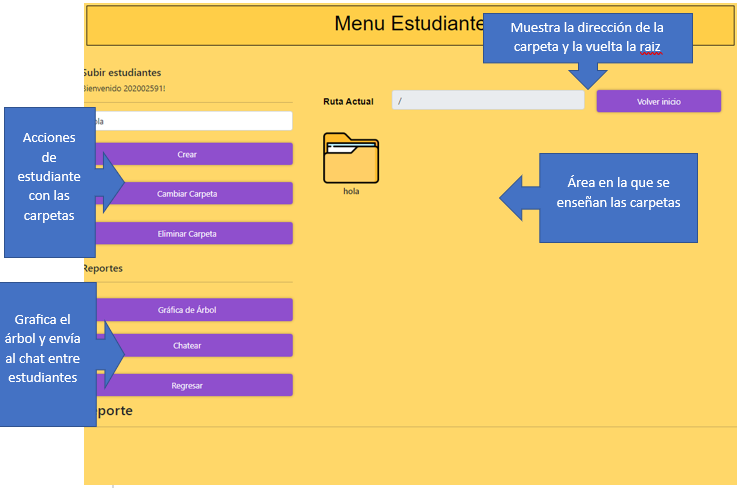 Menu Estudiante
Muestra la dirección de la
carpeta y la vuelta la raiz
Subir estudiantes
Bienvenido 202002591!
Ruta Actual
/
Volver inicio
Acciones
de
estudiante
con las
carpetas
Crear
Cambiar Carpeta
Eliminar Carpeta
hola
Área en la que se
enseñan las carpetas
Reportes
Grafica el
árbol y envía
al chat entre
estudiantes
Gráfica de Árbol
Chatear
Regresar